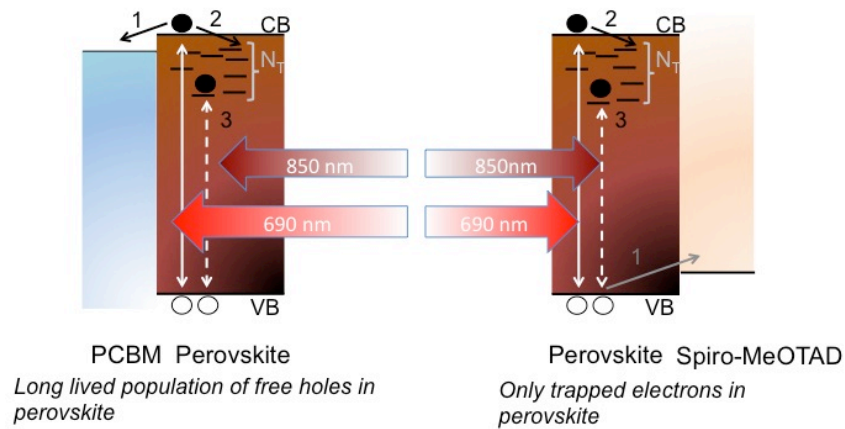 1 2 CB
N_T
3
850 nm
690 nm
VB
PCBM Perovskite
Long lived population of free holes in
perovskite
2 CB
N_T
3
850nm
690 nm
1
VB
Perovskite Spiro-MeOTAD
Only trapped electrons in
perovskite